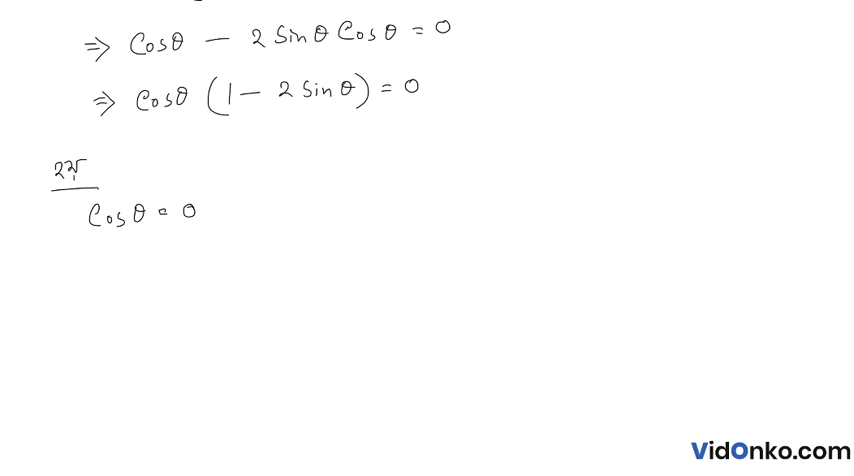 ⇒ Cosθ − 2 Sinθ Cosθ = 0
⇒ Cosθ (1 − 2 Sinθ) = 0
হয়
Cosθ = 0
VidOnko.com